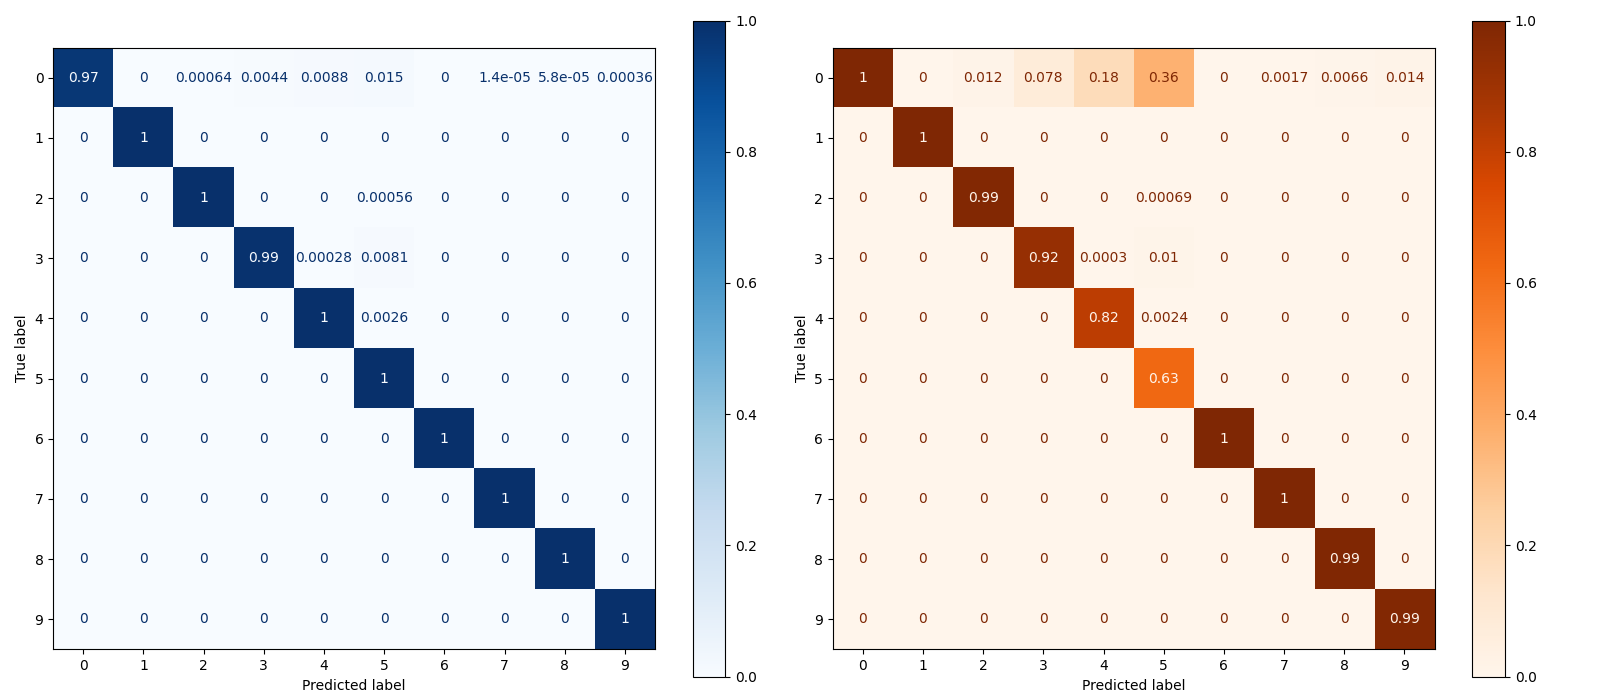 0 0.97 0 0.00064 0.0044 0.0088 0.015 0 1.4e-05 5.8e-05 0.00036
1 0 1 0 0 0 0 0 0 0 0
2 0 0 1 0 0 0.00056 0 0 0 0
3 0 0 0 0.99 0.00028 0.0081 0 0 0 0
4 0 0 0 0 1 0.0026 0 0 0 0
5 0 0 0 0 0 1 0 0 0 0
6 0 0 0 0 0 0 1 0 0 0
7 0 0 0 0 0 0 0 1 0 0
8 0 0 0 0 0 0 0 0 1 0
9 0 0 0 0 0 0 0 0 0 1
0 1 2 3 4 5 6 7 8 9
Predicted label
True label
1.0
0.8
0.6
0.4
0.2
0.0
0 1 0 0.012 0.078 0.18 0.36 0 0.0017 0.0066 0.014
1 0 1 0 0 0 0 0 0 0 0
2 0 0 0.99 0 0 0.00069 0 0 0 0
3 0 0 0 0.92 0.0003 0.01 0 0 0 0
4 0 0 0 0 0.82 0.0024 0 0 0 0
5 0 0 0 0 0 0.63 0 0 0 0
6 0 0 0 0 0 0 1 0 0 0
7 0 0 0 0 0 0 0 1 0 0
8 0 0 0 0 0 0 0 0 0.99 0
9 0 0 0 0 0 0 0 0 0 0.99
0 1 2 3 4 5 6 7 8 9
Predicted label
True label
1.0
0.8
0.6
0.4
0.2
0.0